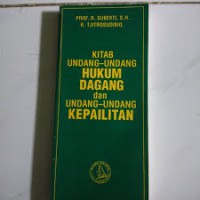 PROF. R. SUBEKTI, S.H.
R. TJITROSUDIBIO.
KITAB
UNDANG-UNDANG
HUKUM
DAGANG
dan
UNDANG-UNDANG
KEPAILITAN